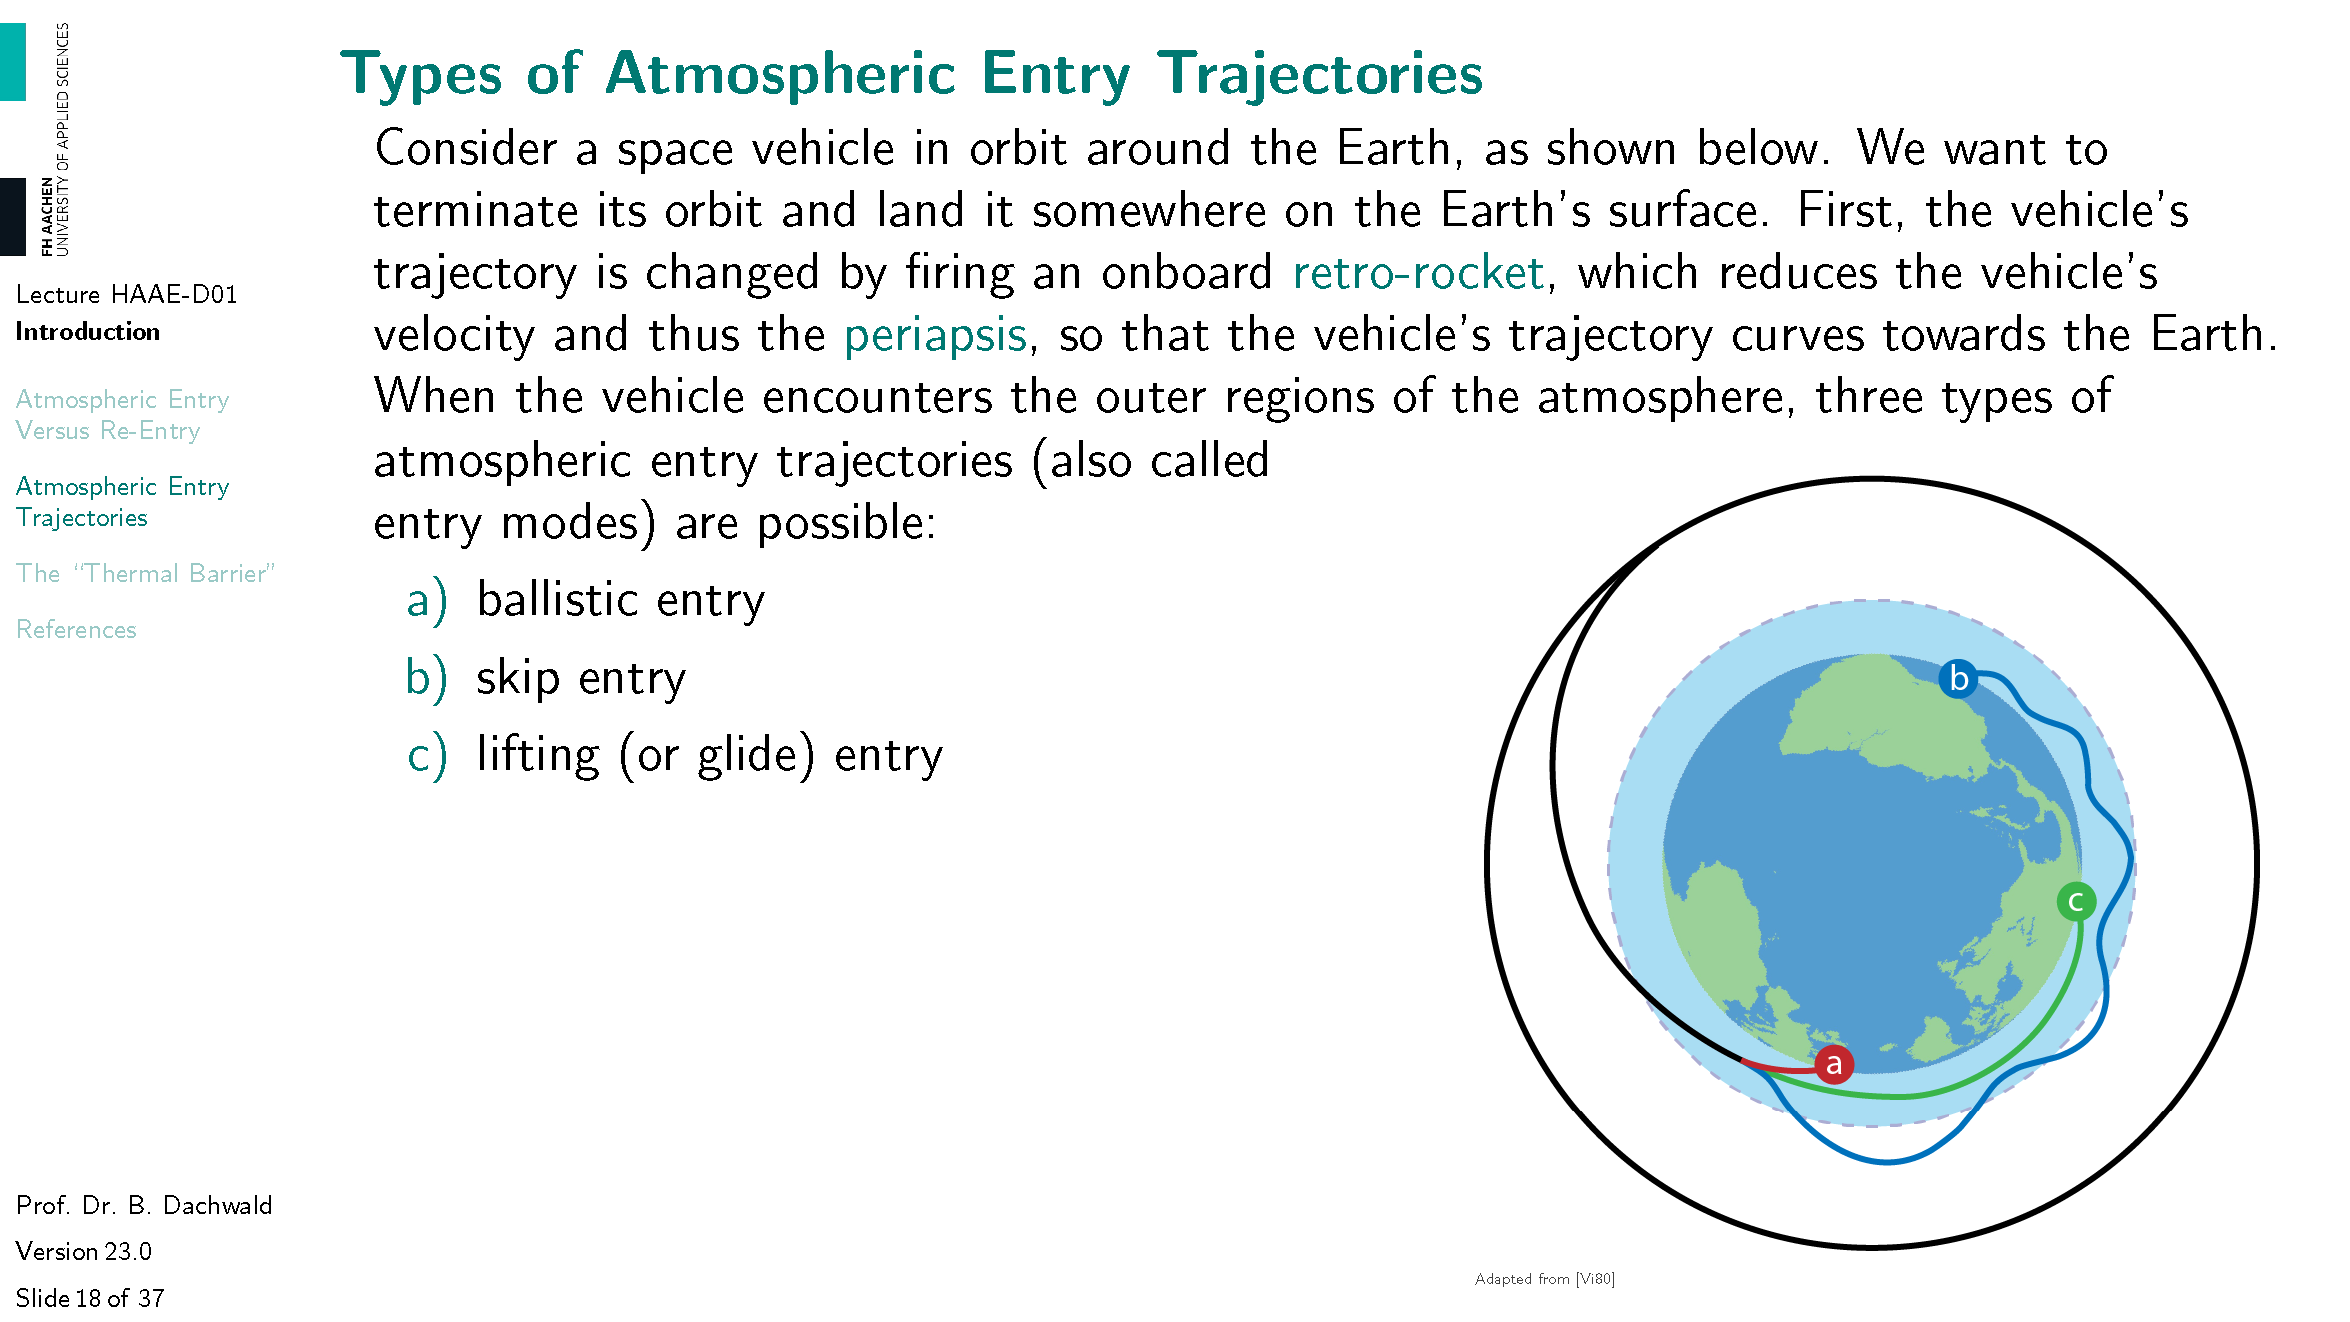 FH AACHEN
UNIVERSITY OF APPLIED SCIENCES
Lecture HAAE-D01
Introduction
Atmospheric Entry
Versus Re-Entry
Atmospheric Entry
Trajectories
The “Thermal Barrier”
References
Prof. Dr. B. Dachwald
Version 23.0
Slide 18 of 37
Types of Atmospheric Entry Trajectories
Consider a space vehicle in orbit around the Earth, as shown below. We want to
terminate its orbit and land it somewhere on the Earth’s surface. First, the vehicle’s
trajectory is changed by firing an onboard retro-rocket, which reduces the vehicle’s
velocity and thus the periapsis, so that the vehicle’s trajectory curves towards the Earth.
When the vehicle encounters the outer regions of the atmosphere, three types of
atmospheric entry trajectories (also called
entry modes) are possible:
a) ballistic entry
b) skip entry
c) lifting (or glide) entry
b
c
a
Adapted from [Vi80]